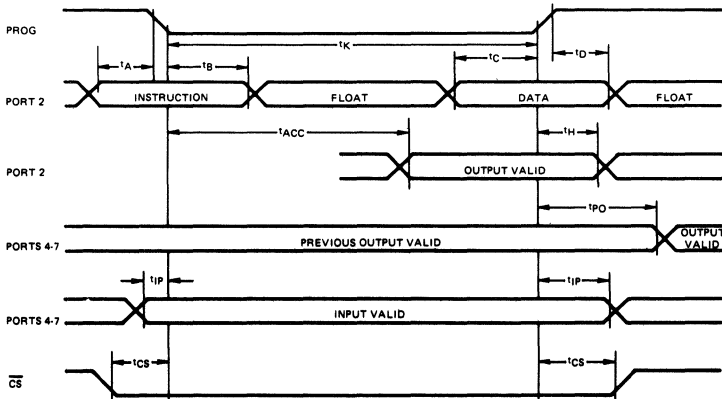 PROG
tK
tA
tB
tC
tD
PORT 2
INSTRUCTION
FLOAT
DATA
FLOAT
tACC
tH
PORT 2
OUTPUT VALID
tPO
PORTS 4-7
PREVIOUS OUTPUT VALID
OUTPUT
VALID
tIP
tIP
PORTS 4-7
INPUT VALID
tCS
tCS
CS